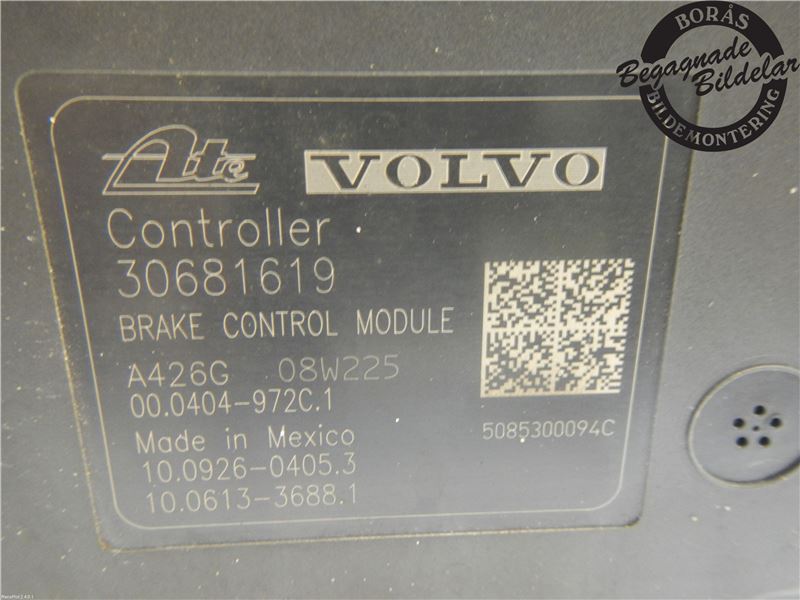 BORÅS
Begagnade
Bildelar
BILDEMONTERING
Ate VOLVO
Controller
30681619
BRAKE CONTROL MODULE
A426G 08W225
00.0404-972C.1
Made in Mexico
5085300094C
10.0926-0405.3
10.0613-3688.1